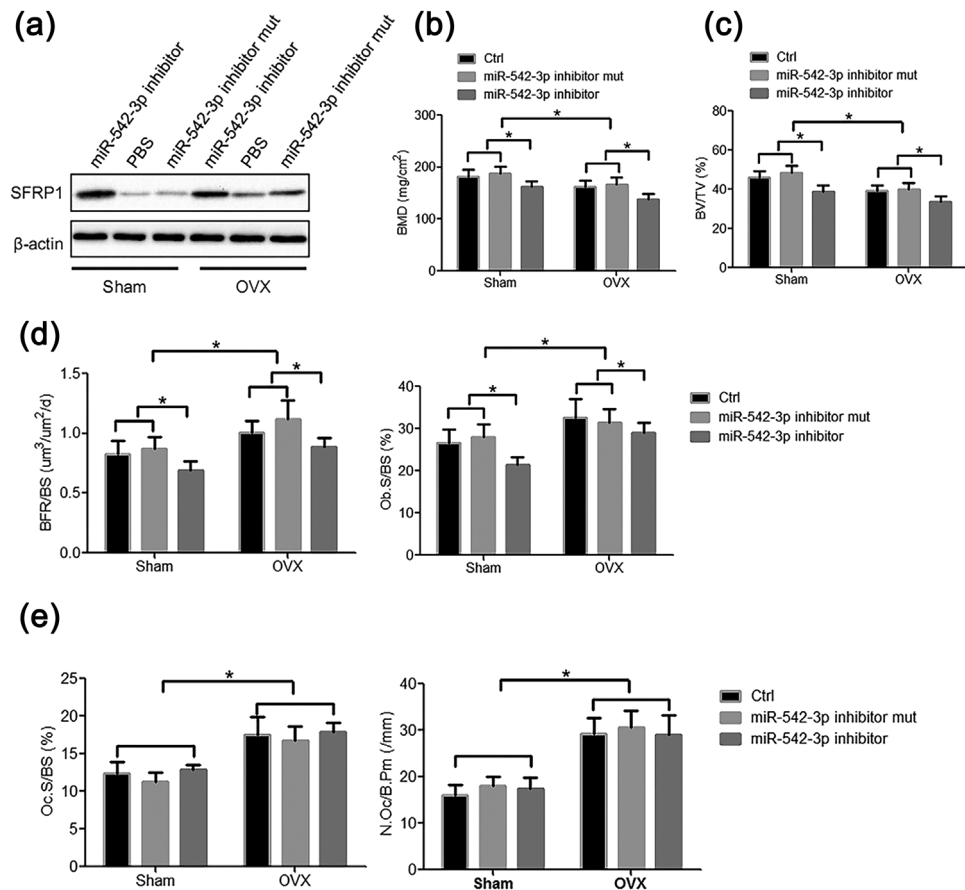 (a)
miR-542-3p inhibitor
PBS
miR-542-3p inhibitor mut
miR-542-3p inhibitor
PBS
miR-542-3p inhibitor mut
SFRP1
β-actin
Sham
OVX
(b)
Ctrl
miR-542-3p inhibitor mut
miR-542-3p inhibitor
BMD (mg/cm²)
450
300
150
0
*
*
*
Sham
OVX
(c)
Ctrl
miR-542-3p inhibitor mut
miR-542-3p inhibitor
BV/TV (%)
80
60
40
20
0
*
*
*
Sham
OVX
(d)
BFR/BS (um³/um²/d)
1.5
1.0
0.5
0.0
*
*
*
Sham
OVX
Ob.S/BS (%)
40
30
20
10
0
*
*
*
Sham
OVX
Ctrl
miR-542-3p inhibitor mut
miR-542-3p inhibitor
(e)
Oc.S/BS (%)
25
20
15
10
5
0
*
Sham
OVX
N.Oc/B.Pm (/mm)
40
30
20
10
0
*
Sham
OVX
Ctrl
miR-542-3p inhibitor mut
miR-542-3p inhibitor